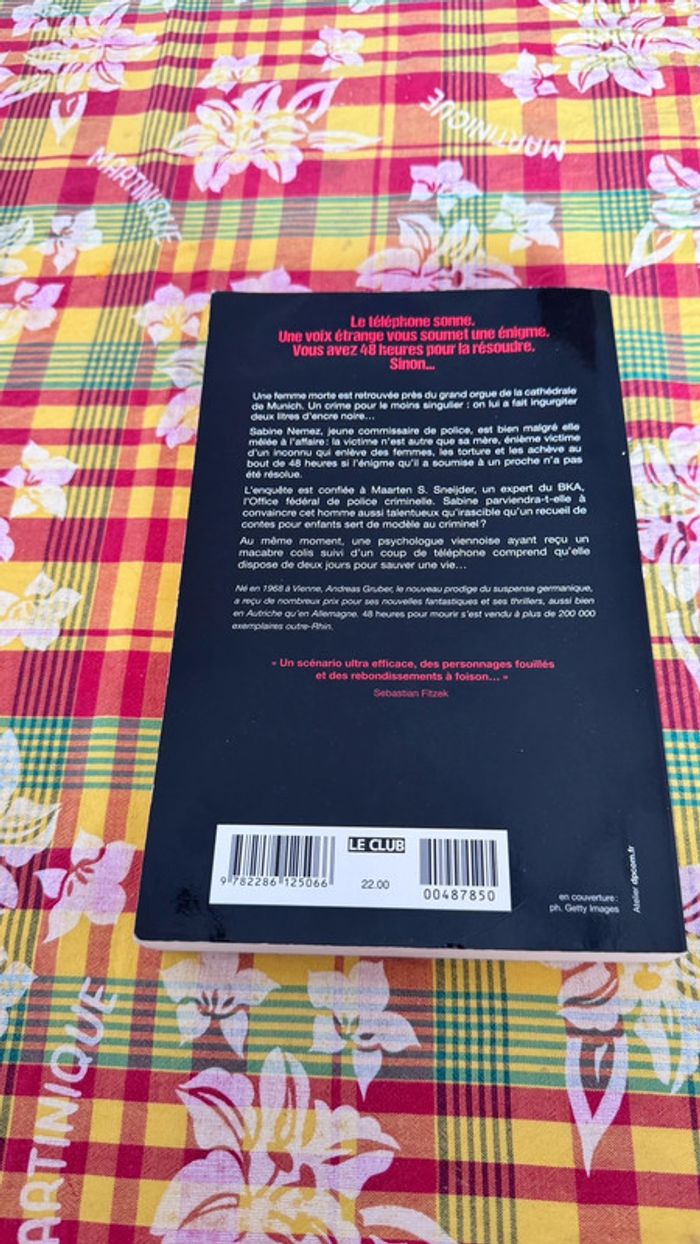 MARTINIQUE
MARTINIQUE
Le téléphone sonne.
Une voix étrange vous soumet une énigme.
Vous avez 48 heures pour la résoudre.
Sinon...
Une femme morte est retrouvée près du grand orgue de la cathédrale
de Munich. Un crime pour le moins singulier : on lui a fait ingurgiter
deux litres d'encre noire...
Sabine Nemez, jeune commissaire de police, est bien malgré elle
mêlée à l'affaire : la victime n'est autre que sa mère, énième victime
d'un inconnu qui enlève des femmes, les torture et les achève au
bout de 48 heures si l'énigme qu'il a soumise à un proche n'a pas
été résolue.
L'enquête est confiée à Maarten S. Sneijder, un expert du BKA,
l'Office fédéral de police criminelle. Sabine parviendra-t-elle à
convaincre cet homme aussi talentueux qu'irascible qu'un recueil de
contes pour enfants sert de modèle au criminel ?
Au même moment, une psychologue viennoise ayant reçu un
macabre colis suivi d'un coup de téléphone comprend qu'elle
dispose de deux jours pour sauver une vie...
Né en 1968 à Vienne, Andreas Gruber, le nouveau prodige du suspense germanique,
a reçu de nombreux prix pour ses nouvelles fantastiques et ses thrillers, aussi bien
en Autriche qu'en Allemagne. 48 heures pour mourir s'est vendu à plus de 200 000
exemplaires outre-Rhin.
« Un scénario ultra efficace, des personnages fouillés
et des rebondissements à foison... »
Sebastian Fitzek
LE CLUB
9 782286 125066
22.00
00487850
en couverture :
ph. Getty Images
Atelier dpcom.fr
MARTINIQUE